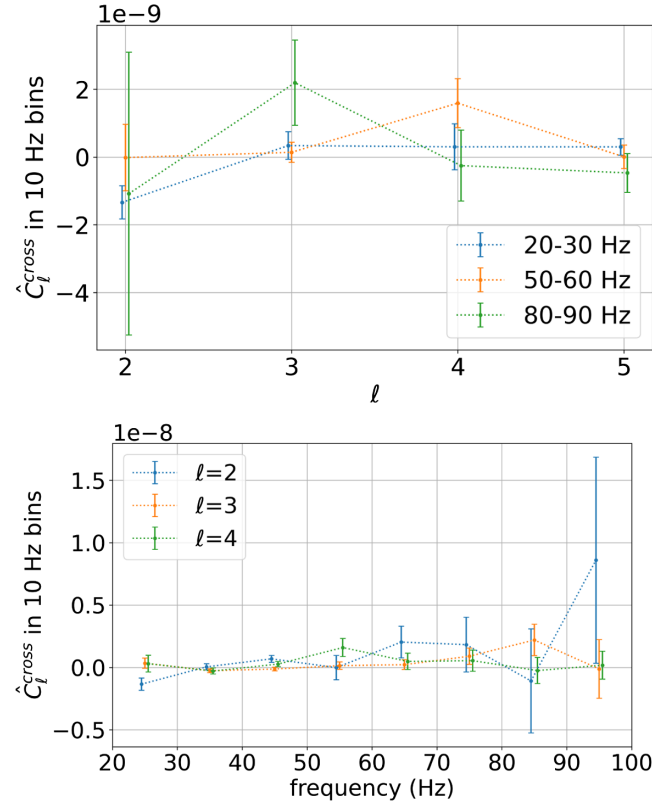 1e−9
Ĉ_ℓ^{cross} in 10 Hz bins
2
0
−2
−4
20-30 Hz
50-60 Hz
80-90 Hz
2 3 4 5
ℓ
1e−8
Ĉ_ℓ^{cross} in 10 Hz bins
1.5
1.0
0.5
0.0
−0.5
ℓ=2
ℓ=3
ℓ=4
20 30 40 50 60 70 80 90 100
frequency (Hz)